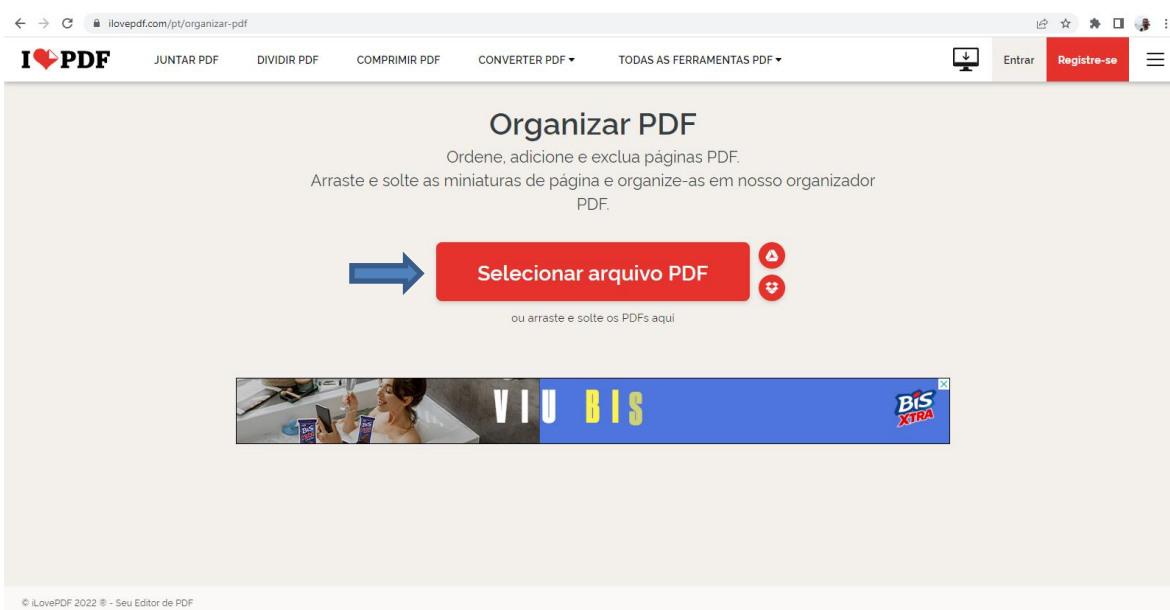 ilovepdf.com/pt/organizar-pdf
I PDF
JUNTAR PDF
DIVIDIR PDF
COMPRIMIR PDF
CONVERTER PDF
TODAS AS FERRAMENTAS PDF
Entrar
Registre-se
Organizar PDF
Ordene, adicione e exclua páginas PDF.
Arraste e solte as miniaturas de página e organize-as em nosso organizador
PDF.
Selecionar arquivo PDF
ou arraste e solte os PDFs aqui
VIU BIS
BIS
XTRA
© iLovePDF 2022 ® - Seu Editor de PDF